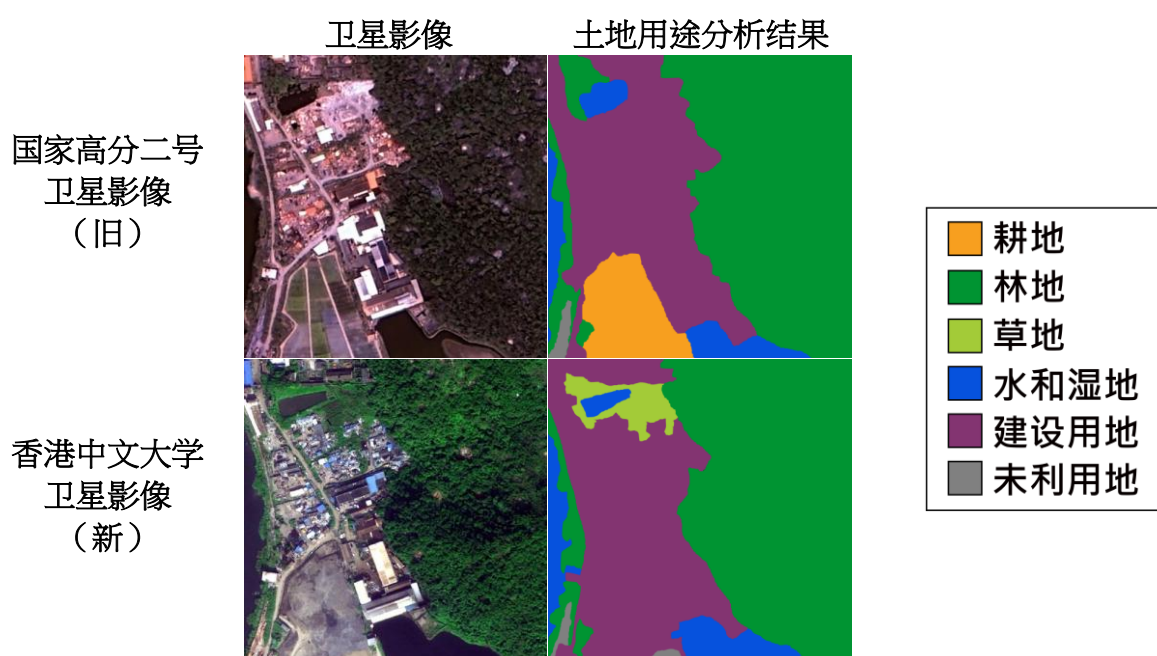 卫星影像
土地用途分析结果
国家高分二号
卫星影像
（旧）
香港中文大学
卫星影像
（新）
耕地
林地
草地
水和湿地
建设用地
未利用地